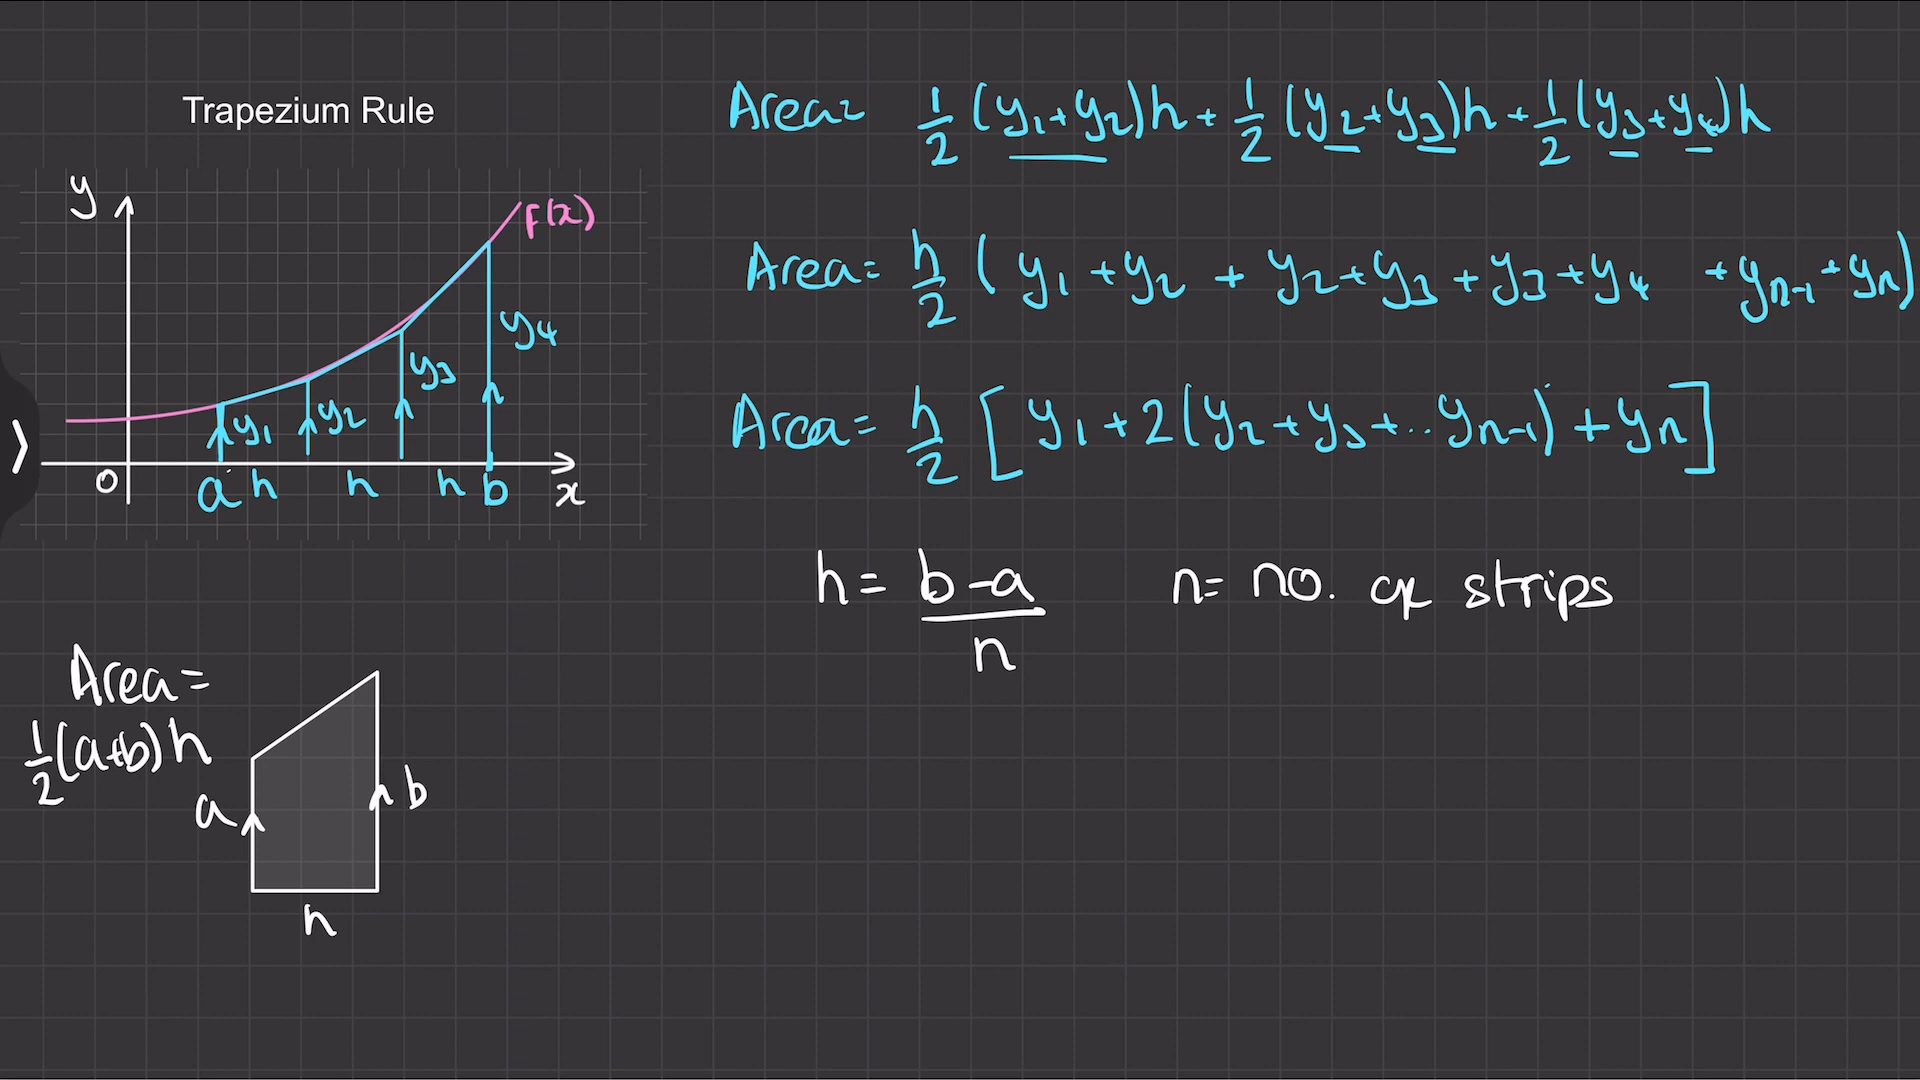 Trapezium Rule
y
F(x)
y₁ y₂ y₃ y₄
0 a h h h b x
Area= ½(y₁+y₂)h + ½(y₂+y₃)h + ½(y₃+y₄)h
Area= h/2 ( y₁ + y₂ + y₂+y₃ + y₃+y₄ +yₙ₋₁+yₙ)
Area= h/2 [ y₁+2(y₂+y₃+..yₙ₋₁) + yₙ ]
h= b-a/n n= no. of strips
Area=
½(a+b)h
a b
h